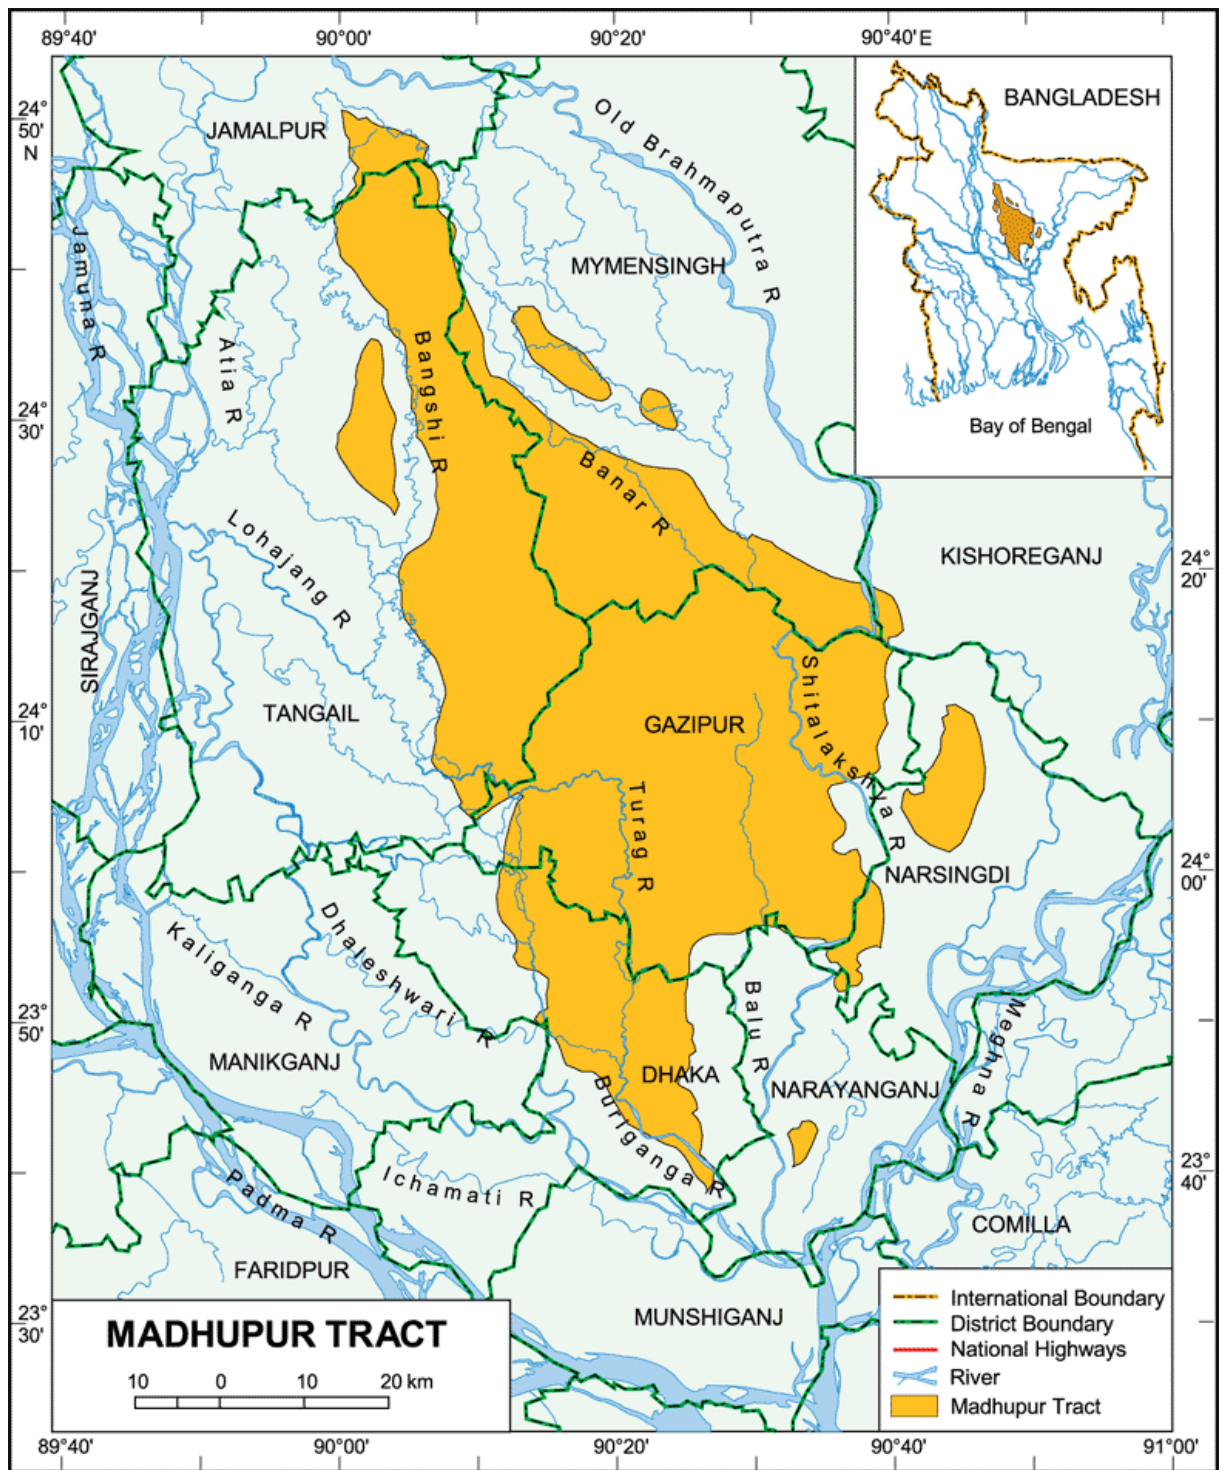 89°40'
90°00'
90°20'
90°40'E
24°
50'
N
BANGLADESH
Bay of Bengal
JAMALPUR
Old Brahmaputra R
MYMENSINGH
Jamuna R
Atia R
Bangshi R
24°
30'
Banar R
Lohajang R
KISHOREGANJ
24°
20'
SIRAJGANJ
TANGAIL
GAZIPUR
Shitalakshya R
24°
10'
Turag R
NARSINGDI
24°
00'
Kaliganga R
Dhaleshwari R
Balu R
Meghna R
23°
50'
MANIKGANJ
DHAKA
NARAYANGANJ
Buriganga R
Ichamati R
23°
40'
Padma R
COMILLA
FARIDPUR
MUNSHIGANJ
23°
30'
MADHUPUR TRACT
10 0 10 20 km
International Boundary
District Boundary
National Highways
River
Madhupur Tract
89°40'
90°00'
90°20'
90°40'
91°00'